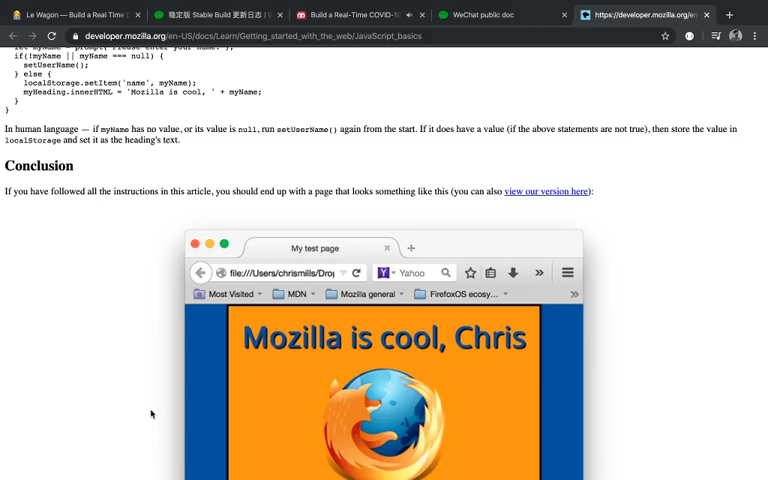 Le Wagon — Build a Real Time D
稳定版 Stable Build 更新日志 |
Build a Real-Time COVID-1
WeChat public doc
https://developer.mozilla.org/en
developer.mozilla.org/en-US/docs/Learn/Getting_started_with_the_web/JavaScript_basics
let myName = prompt('Please enter your name.');
if(!myName || myName === null) {
setUserName();
} else {
localStorage.setItem('name', myName);
myHeading.innerHTML = 'Mozilla is cool, ' + myName;
}
}
In human language — if myName has no value, or its value is null, run setUserName() again from the start. If it does have a value (if the above statements are not true), then store the value in
localStorage and set it as the heading's text.
Conclusion
If you have followed all the instructions in this article, you should end up with a page that looks something like this (you can also view our version here):
My test page
file:///Users/chrismills/Drop
Yahoo
Most Visited
MDN
Mozilla general
FirefoxOS ecosy...
Mozilla is cool, Chris